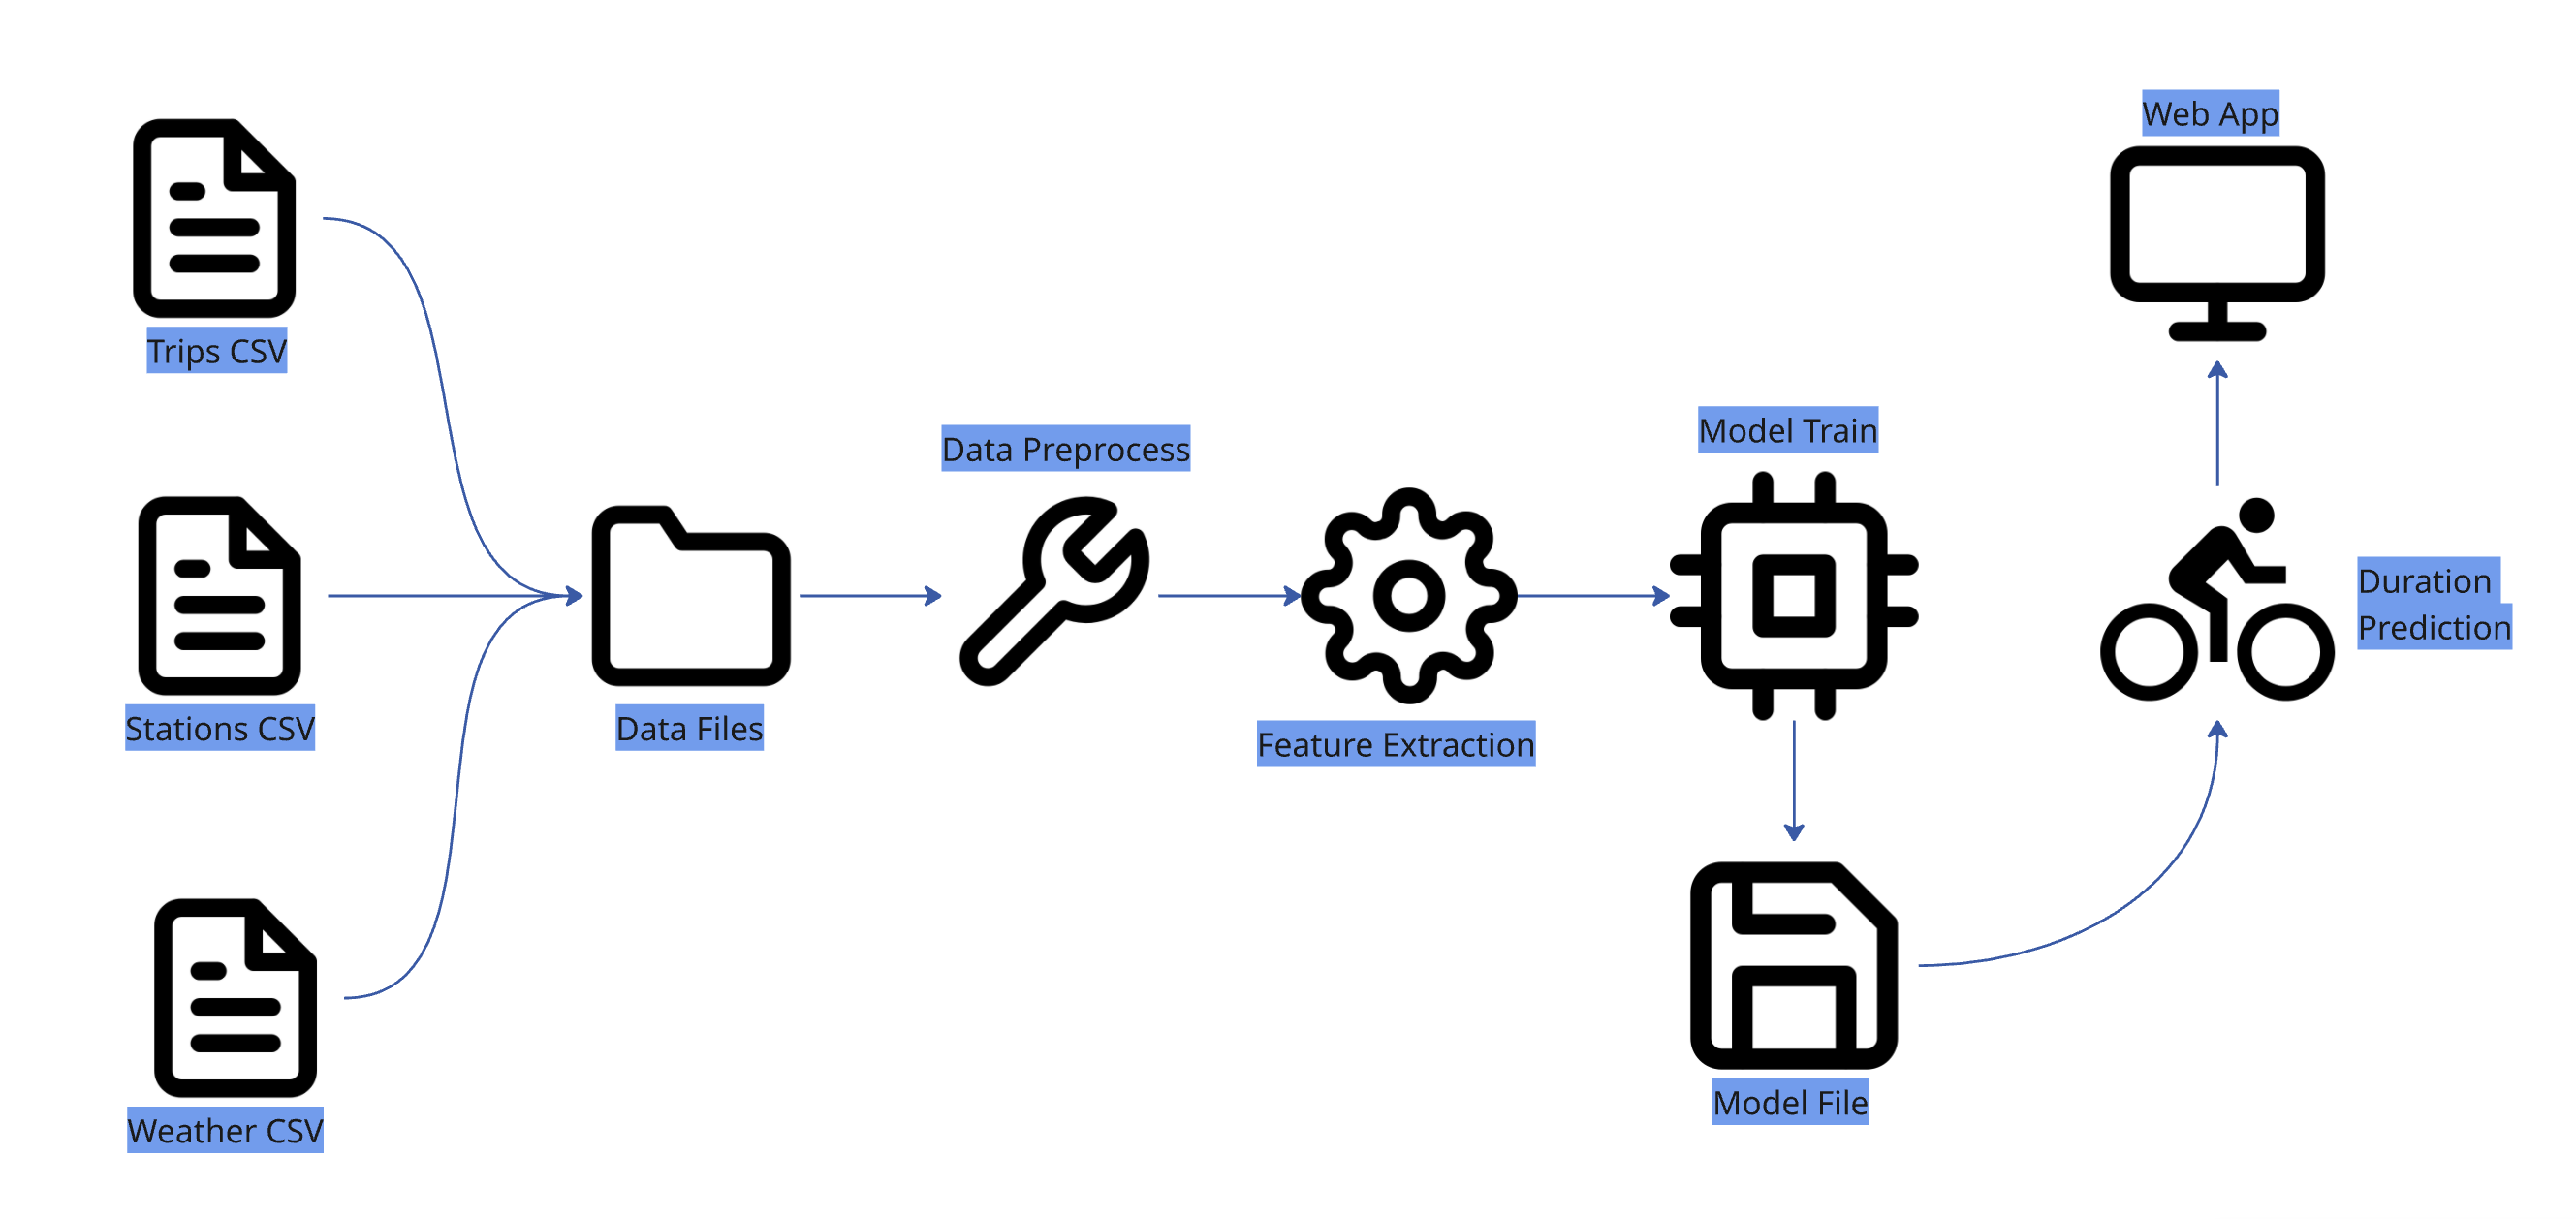 Trips CSV
Stations CSV
Weather CSV
Data Files
Data Preprocess
Feature Extraction
Model Train
Model File
Duration
Prediction
Web App